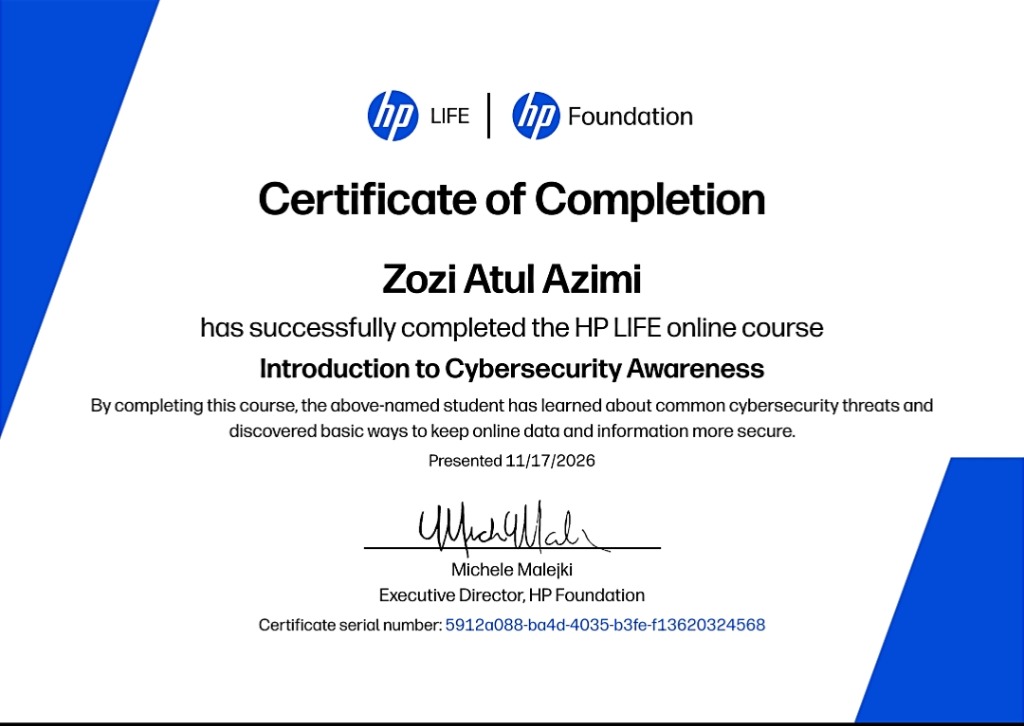 hp LIFE | hp Foundation
Certificate of Completion
Zozi Atul Azimi
has successfully completed the HP LIFE online course
Introduction to Cybersecurity Awareness
By completing this course, the above-named student has learned about common cybersecurity threats and
discovered basic ways to keep online data and information more secure.
Presented 11/17/2026
Michele Malejki
Executive Director, HP Foundation
Certificate serial number: 5912a088-ba4d-4035-b3fe-f13620324568